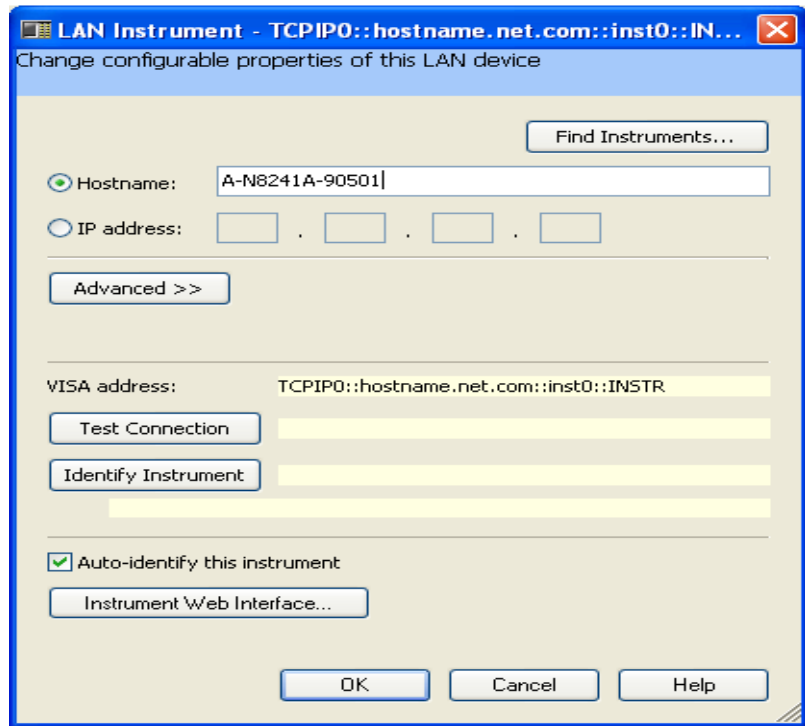 LAN Instrument - TCPIP0::hostname.net.com::inst0::IN...
Change configurable properties of this LAN device
Find Instruments...
Hostname: A-N8241A-90501
IP address: . . .
Advanced >>
VISA address: TCPIP0::hostname.net.com::inst0::INSTR
Test Connection
Identify Instrument
Auto-identify this instrument
Instrument Web Interface...
OK Cancel Help